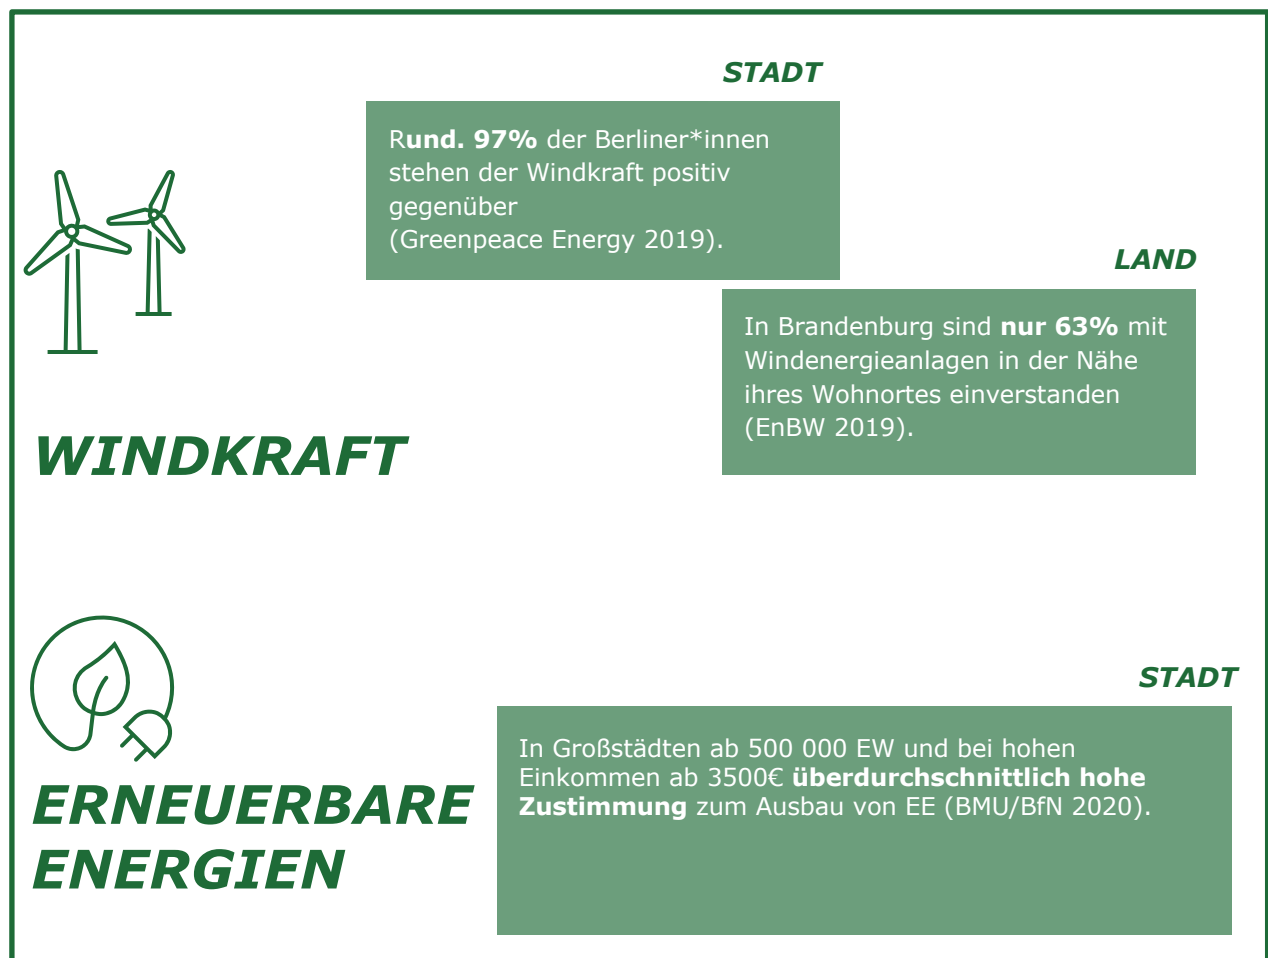 STADT
Rund. 97% der Berliner*innen
stehen der Windkraft positiv
gegenüber
(Greenpeace Energy 2019).
LAND
In Brandenburg sind nur 63% mit
Windenergieanlagen in der Nähe
ihres Wohnortes einverstanden
(EnBW 2019).
WINDKRAFT
STADT
In Großstädten ab 500 000 EW und bei hohen
Einkommen ab 3500€ überdurchschnittlich hohe
Zustimmung zum Ausbau von EE (BMU/BfN 2020).
ERNEUERBARE
ENERGIEN